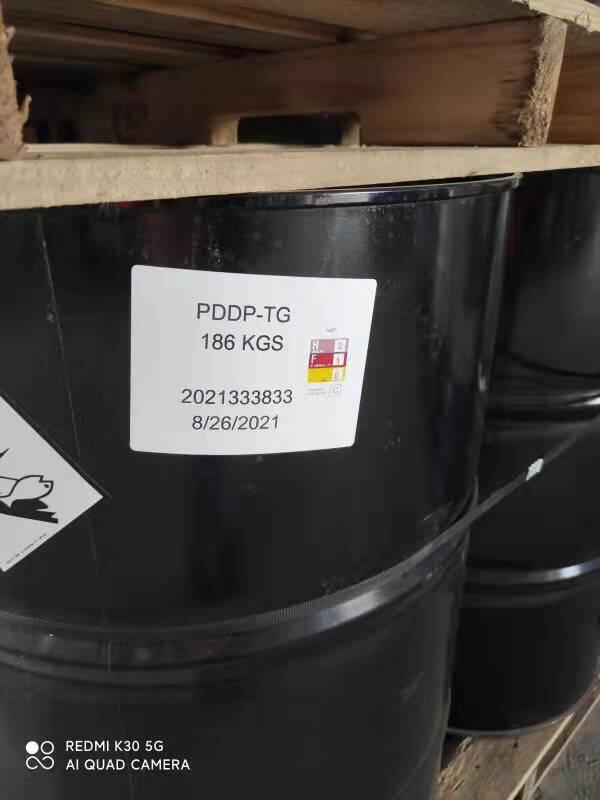 PDDP-TG
186 KGS
H 2
F 1
0
C
2021333833
8/26/2021
REDMI K30 5G
AI QUAD CAMERA